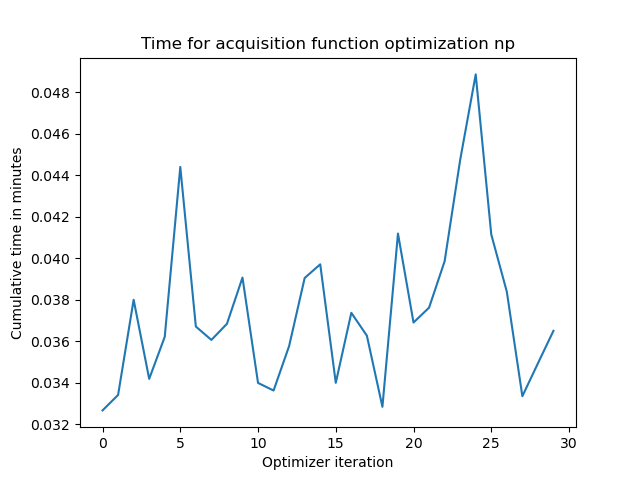 Time for acquisition function optimization np
Cumulative time in minutes
0.048
0.046
0.044
0.042
0.040
0.038
0.036
0.034
0.032
0 5 10 15 20 25 30
Optimizer iteration